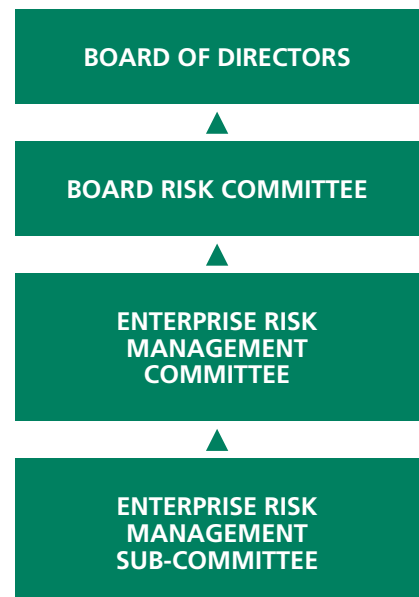 BOARD OF DIRECTORS
BOARD RISK COMMITTEE
ENTERPRISE RISK
MANAGEMENT
COMMITTEE
ENTERPRISE RISK
MANAGEMENT
SUB-COMMITTEE